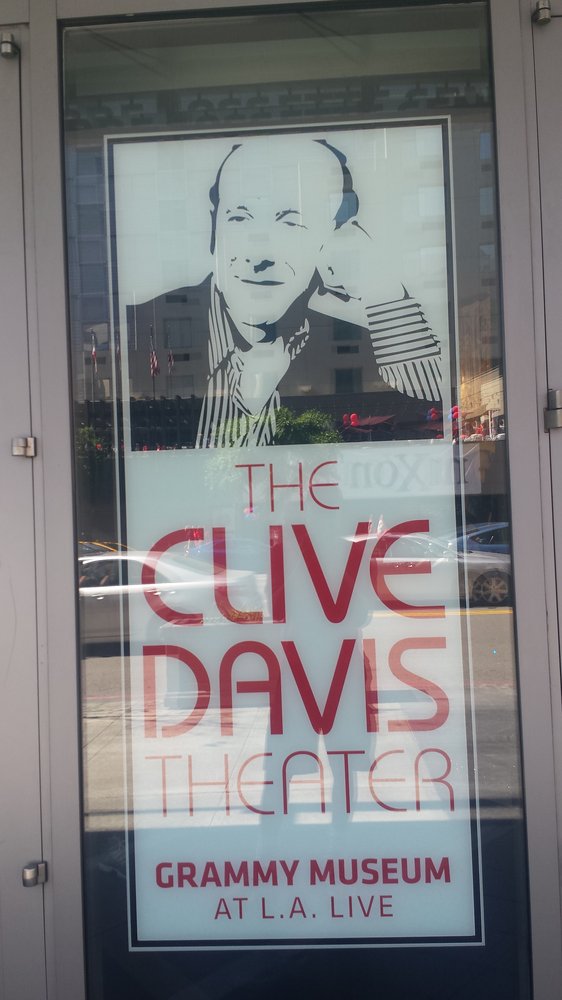 THE
CLIVE
DAVIS
THEATER
GRAMMY MUSEUM
AT L.A. LIVE